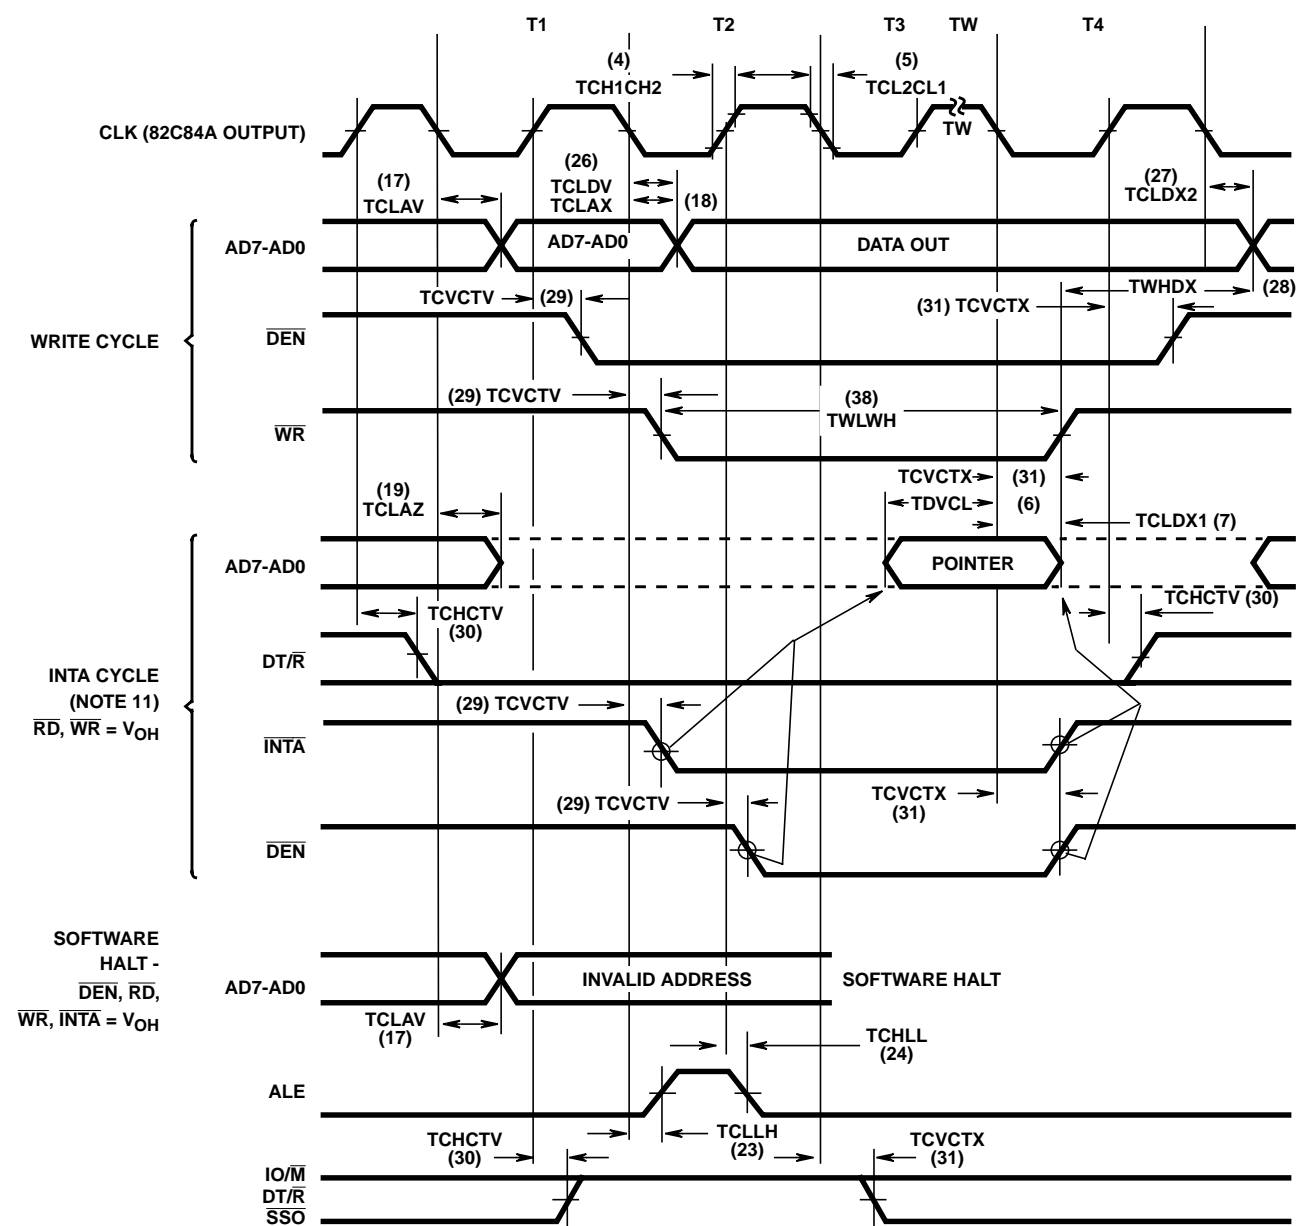 T1 T2 T3 TW T4
(4)
TCH1CH2
(5)
TCL2CL1
CLK (82C84A OUTPUT)
TW
(17)
TCLAV
(26)
TCLDV
TCLAX
(18)
(27)
TCLDX2
AD7-AD0
AD7-AD0
DATA OUT
WRITE CYCLE
TCVCTV (29)
(31) TCVCTX
TWHDX
(28)
DEN
(29) TCVCTV
(38)
TWLWH
WR
(19)
TCLAZ
TCVCTX (31)
TDVCL (6)
TCLDX1 (7)
AD7-AD0
POINTER
TCHCTV
(30)
TCHCTV (30)
DT/R
INTA CYCLE
(NOTE 11)
RD, WR = VOH
(29) TCVCTV
INTA
(29) TCVCTV
TCVCTX
(31)
DEN
SOFTWARE
HALT -
DEN, RD,
WR, INTA = VOH
AD7-AD0
INVALID ADDRESS
SOFTWARE HALT
TCLAV
(17)
TCHLL
(24)
ALE
TCHCTV
(30)
TCLLH
(23)
TCVCTX
(31)
IO/M
DT/R
SSO